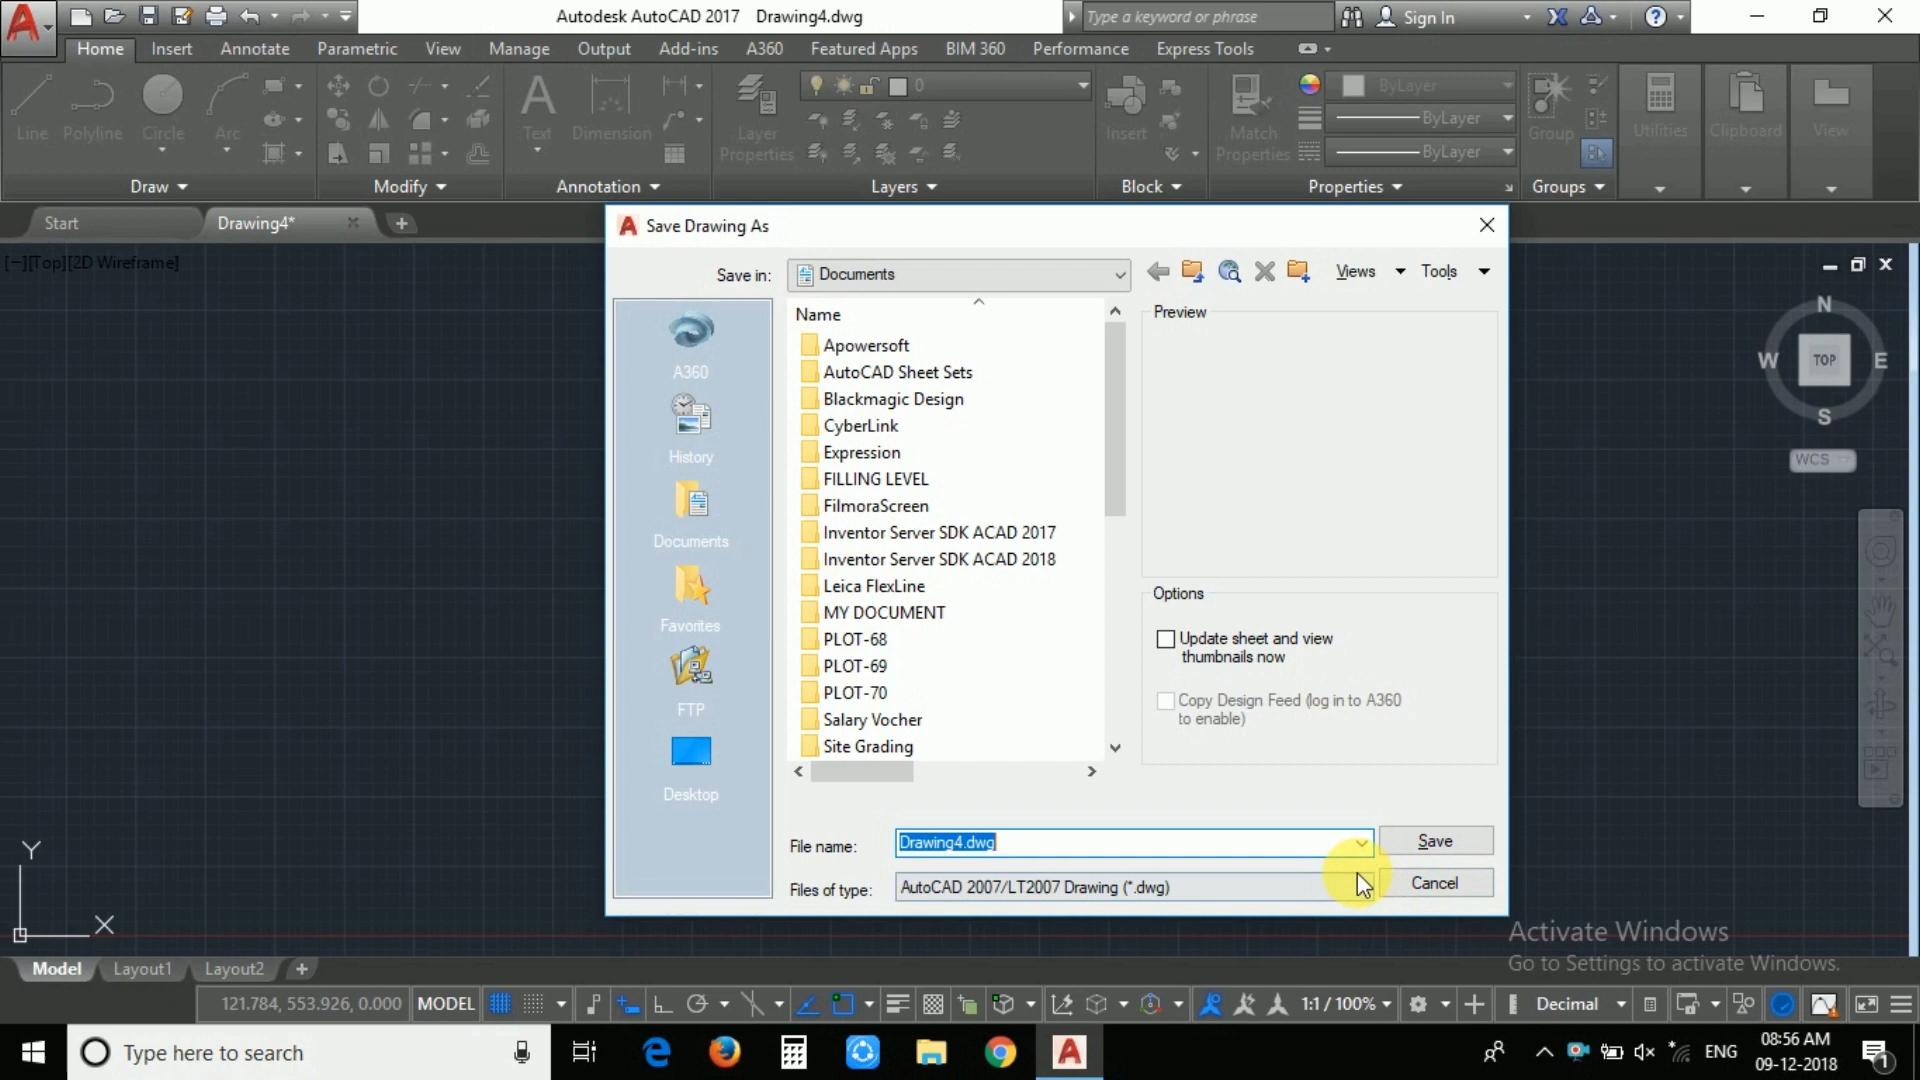 Autodesk AutoCAD 2017 Drawing4.dwg
Type a keyword or phrase
Sign In
Home Insert Annotate Parametric View Manage Output Add-ins A360 Featured Apps BIM 360 Performance Express Tools
Line Polyline Circle Arc
Text Dimension
Layer
Properties
0
Insert
Match
Properties
ByLayer
ByLayer
ByLayer
Group
Utilities
Clipboard
View
Draw Modify Annotation Layers Block Properties Groups
Start Drawing4*
[−][Top][2D Wireframe]
Save Drawing As
Save in: Documents
Views Tools
A360
History
Documents
Favorites
FTP
Desktop
Name
Apowersoft
AutoCAD Sheet Sets
Blackmagic Design
CyberLink
Expression
FILLING LEVEL
FilmoraScreen
Inventor Server SDK ACAD 2017
Inventor Server SDK ACAD 2018
Leica FlexLine
MY DOCUMENT
PLOT-68
PLOT-69
PLOT-70
Salary Vocher
Site Grading
Preview
Options
Update sheet and view
thumbnails now
Copy Design Feed (log in to A360
to enable)
File name: Drawing4.dwg
Save
Files of type: AutoCAD 2007/LT2007 Drawing (*.dwg)
Cancel
N
W TOP E
S
WCS
Y
X
Activate Windows
Go to Settings to activate Windows.
Model Layout1 Layout2
121.784, 553.926, 0.000 MODEL 1:1 / 100% Decimal
Type here to search
ENG
08:56 AM
09-12-2018
1